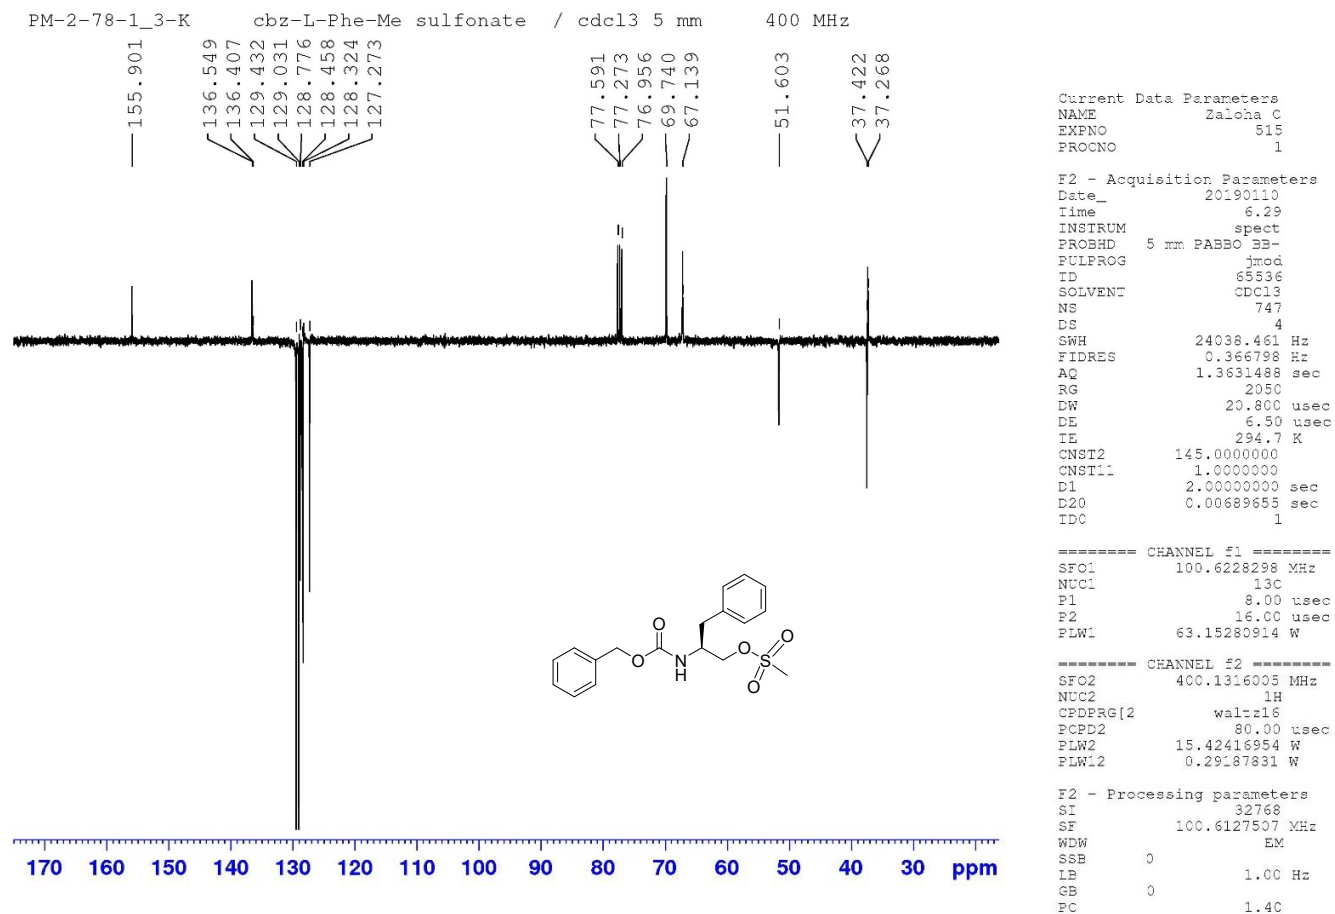 PM-2-78-1_3-K cbz-L-Phe-Me sulfonate / cdcl3 5 mm 400 MHz
155.901
136.549
136.407
129.432
129.031
128.776
128.458
128.324
127.273
77.591
77.273
76.956
69.740
67.139
51.603
37.422
37.268
170 160 150 140 130 120 110 100 90 80 70 60 50 40 30 ppm
O
O
N
H
O
S
O
O
Current Data Parameters
NAME Zaloha C
EXPNO 515
PROCNO 1
F2 - Acquisition Parameters
Date_ 20190110
Time 6.29
INSTRUM spect
PROBHD 5 mm PABBO BB-
PULPROG jmod
TD 65536
SOLVENT CDCl3
NS 747
DS 4
SWH 24038.461 Hz
FIDRES 0.366798 Hz
AQ 1.3631488 sec
RG 2050
DW 20.800 usec
DE 6.50 usec
TE 294.7 K
CNST2 145.0000000
CNST11 1.0000000
D1 2.00000000 sec
D20 0.00689655 sec
TD0 1
======== CHANNEL f1 ========
SFO1 100.6228298 MHz
NUC1 13C
P1 8.00 usec
P2 16.00 usec
PLW1 63.15280914 W
======== CHANNEL f2 ========
SFO2 400.1316005 MHz
NUC2 1H
CPDPRG[2 waltz16
PCPD2 80.00 usec
PLW2 15.42416954 W
PLW12 0.29187831 W
F2 - Processing parameters
SI 32768
SF 100.6127507 MHz
WDW EM
SSB 0
LB 1.00 Hz
GB 0
PC 1.40